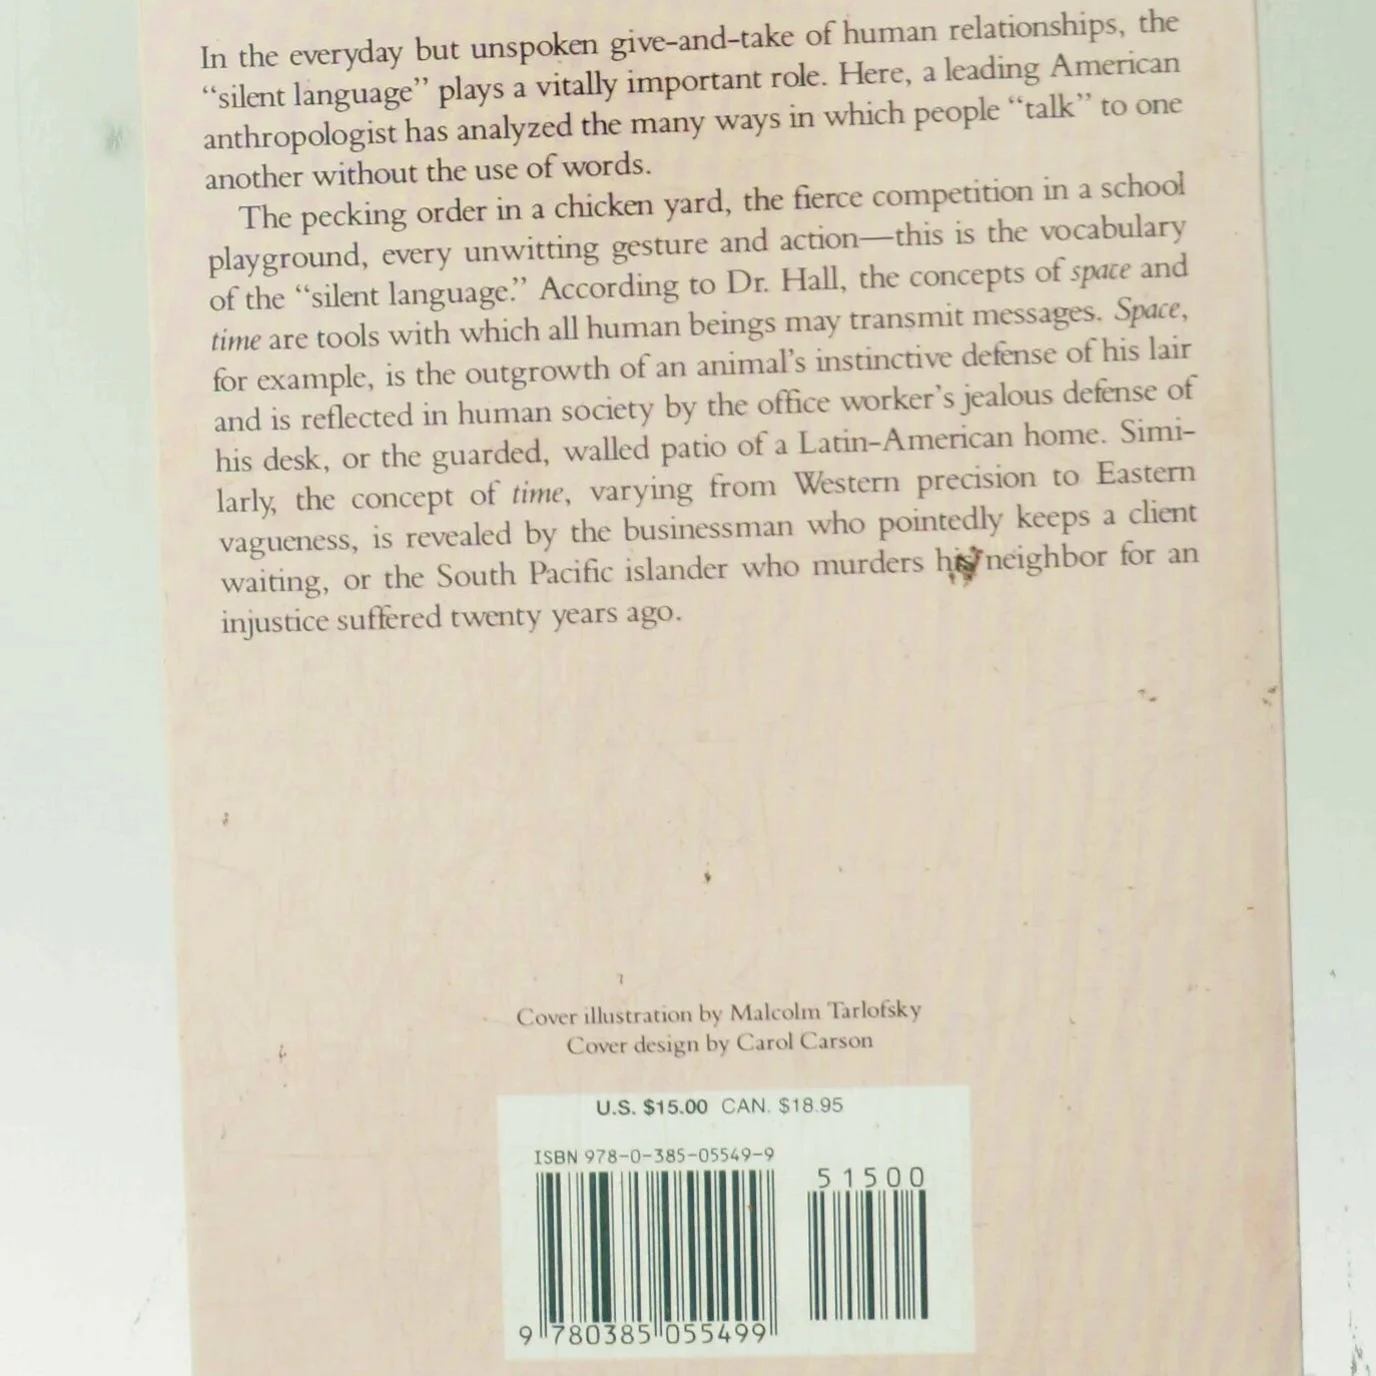 In the everyday but unspoken give-and-take of human relationships, the
“silent language” plays a vitally important role. Here, a leading American
anthropologist has analyzed the many ways in which people “talk” to one
another without the use of words.
The pecking order in a chicken yard, the fierce competition in a school
playground, every unwitting gesture and action—this is the vocabulary
of the “silent language.” According to Dr. Hall, the concepts of space and
time are tools with which all human beings may transmit messages. Space,
for example, is the outgrowth of an animal’s instinctive defense of his lair
and is reflected in human society by the office worker’s jealous defense of
his desk, or the guarded, walled patio of a Latin-American home. Simi-
larly, the concept of time, varying from Western precision to Eastern
vagueness, is revealed by the businessman who pointedly keeps a client
waiting, or the South Pacific islander who murders his neighbor for an
injustice suffered twenty years ago.
Cover illustration by Malcolm Tarlofsky
Cover design by Carol Carson
U.S. $15.00 CAN. $18.95
ISBN 978-0-385-05549-9
51500
9 780385 055499